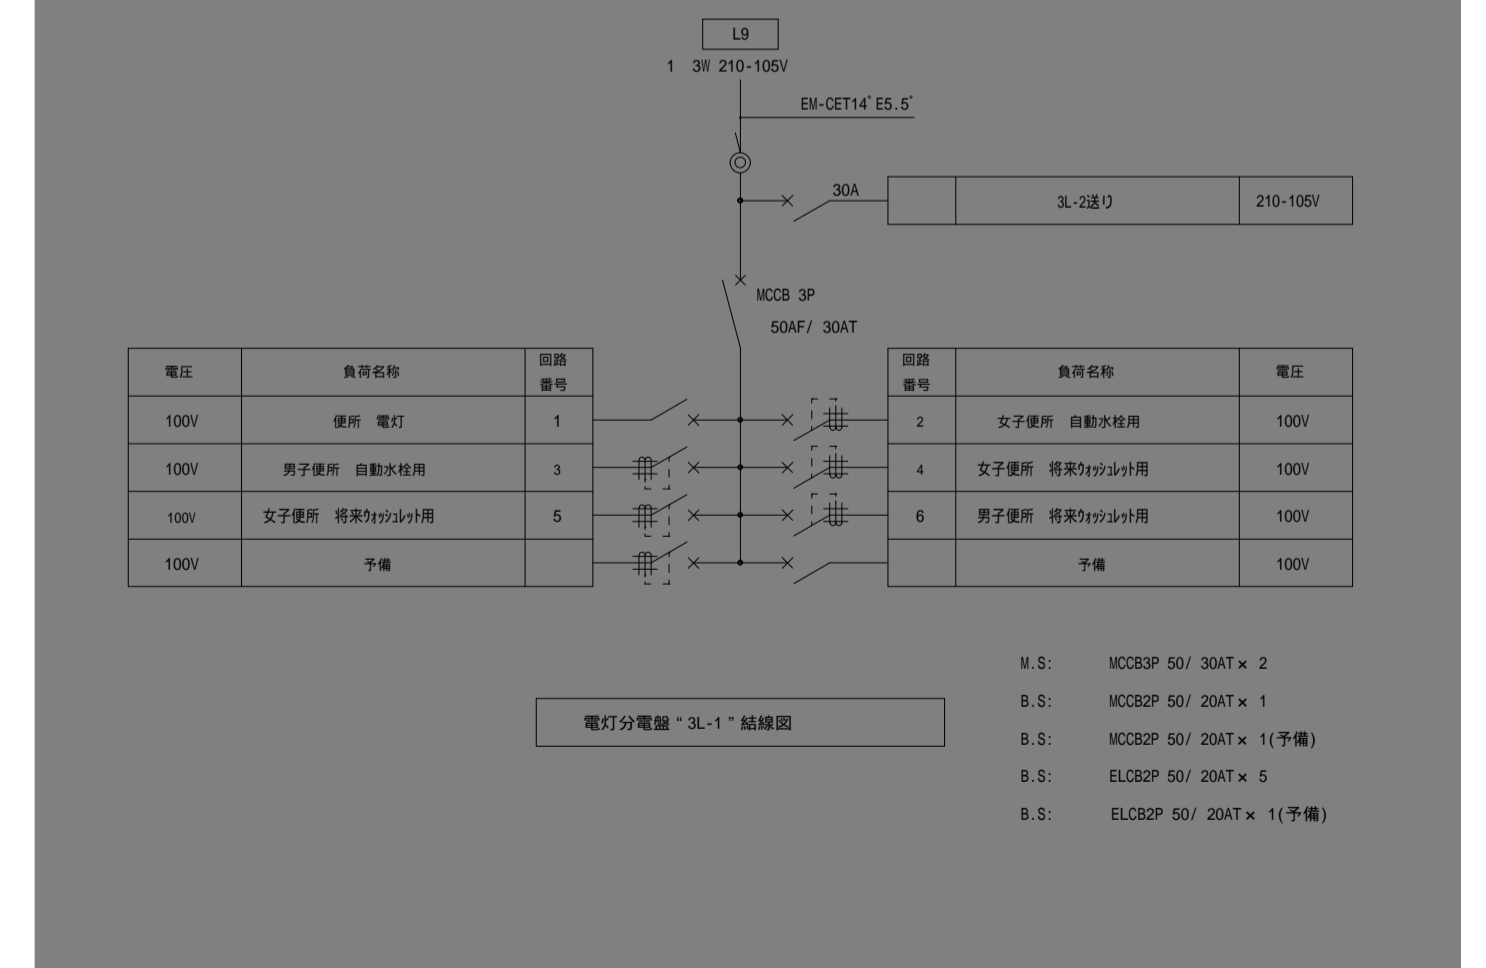 L9
1 3W 210-105V
EM-CET14° E5.5°
30A
3L-2送り 210-105V
MCCB 3P
50AF/ 30AT
電圧 負荷名称 回路番号
100V 便所 電灯 1
100V 男子便所 自動水栓用 3
100V 女子便所 将来ｳｫｯｼｭﾚｯﾄ用 5
100V 予備
回路番号 負荷名称 電圧
2 女子便所 自動水栓用 100V
4 女子便所 将来ｳｫｯｼｭﾚｯﾄ用 100V
6 男子便所 将来ｳｫｯｼｭﾚｯﾄ用 100V
予備 100V
電灯分電盤 “ 3L-1 ” 結線図
M.S: MCCB3P 50/ 30AT× 2
B.S: MCCB2P 50/ 20AT× 1
B.S: MCCB2P 50/ 20AT× 1(予備)
B.S: ELCB2P 50/ 20AT× 5
B.S: ELCB2P 50/ 20AT× 1(予備)